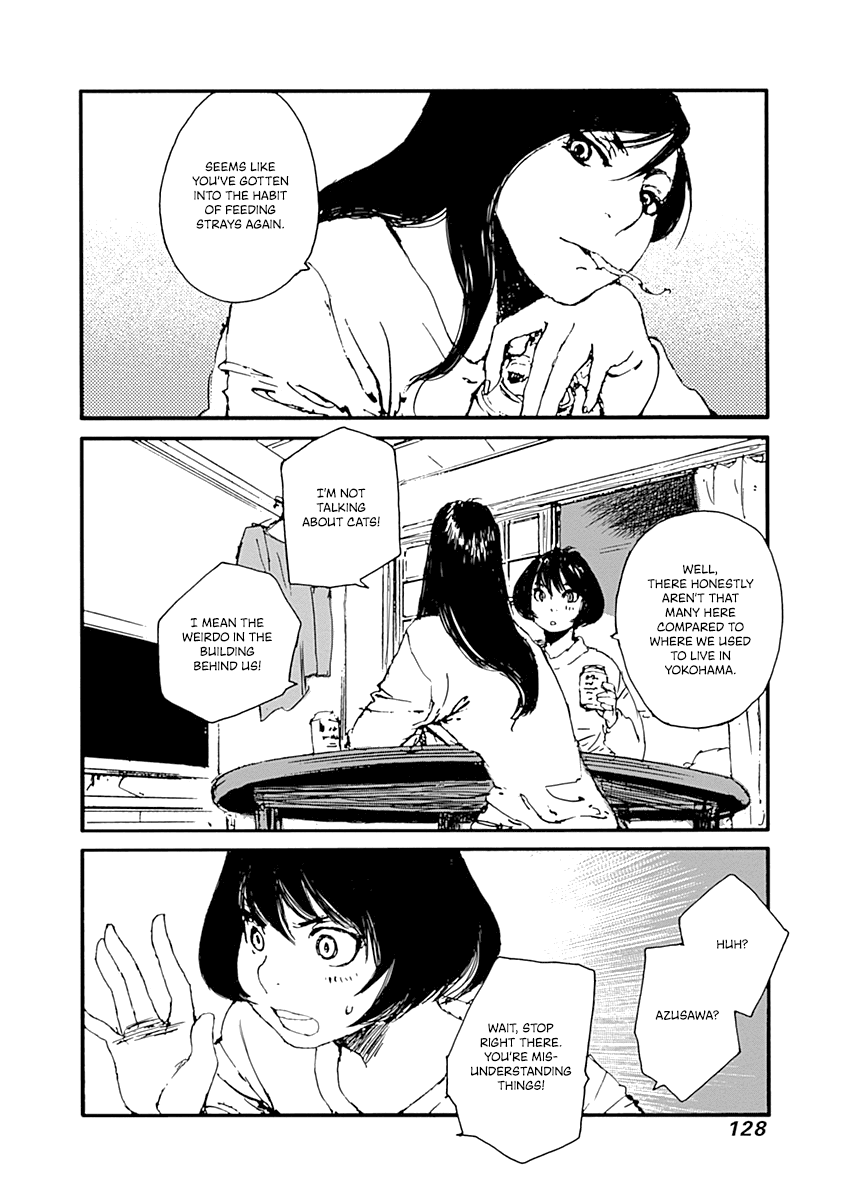 SEEMS LIKE
YOU'VE GOTTEN
INTO THE HABIT
OF FEEDING
STRAYS AGAIN.
WELL,
THERE HONESTLY
AREN'T THAT
MANY HERE
COMPARED TO
WHERE WE USED
TO LIVE IN
YOKOHAMA.
I'M NOT
TALKING
ABOUT CATS!
I MEAN THE
WEIRDO IN THE
BUILDING
BEHIND US!
HUH?
AZUSAWA?
WAIT, STOP
RIGHT THERE.
YOU'RE MIS-
UNDERSTANDING
THINGS!
128